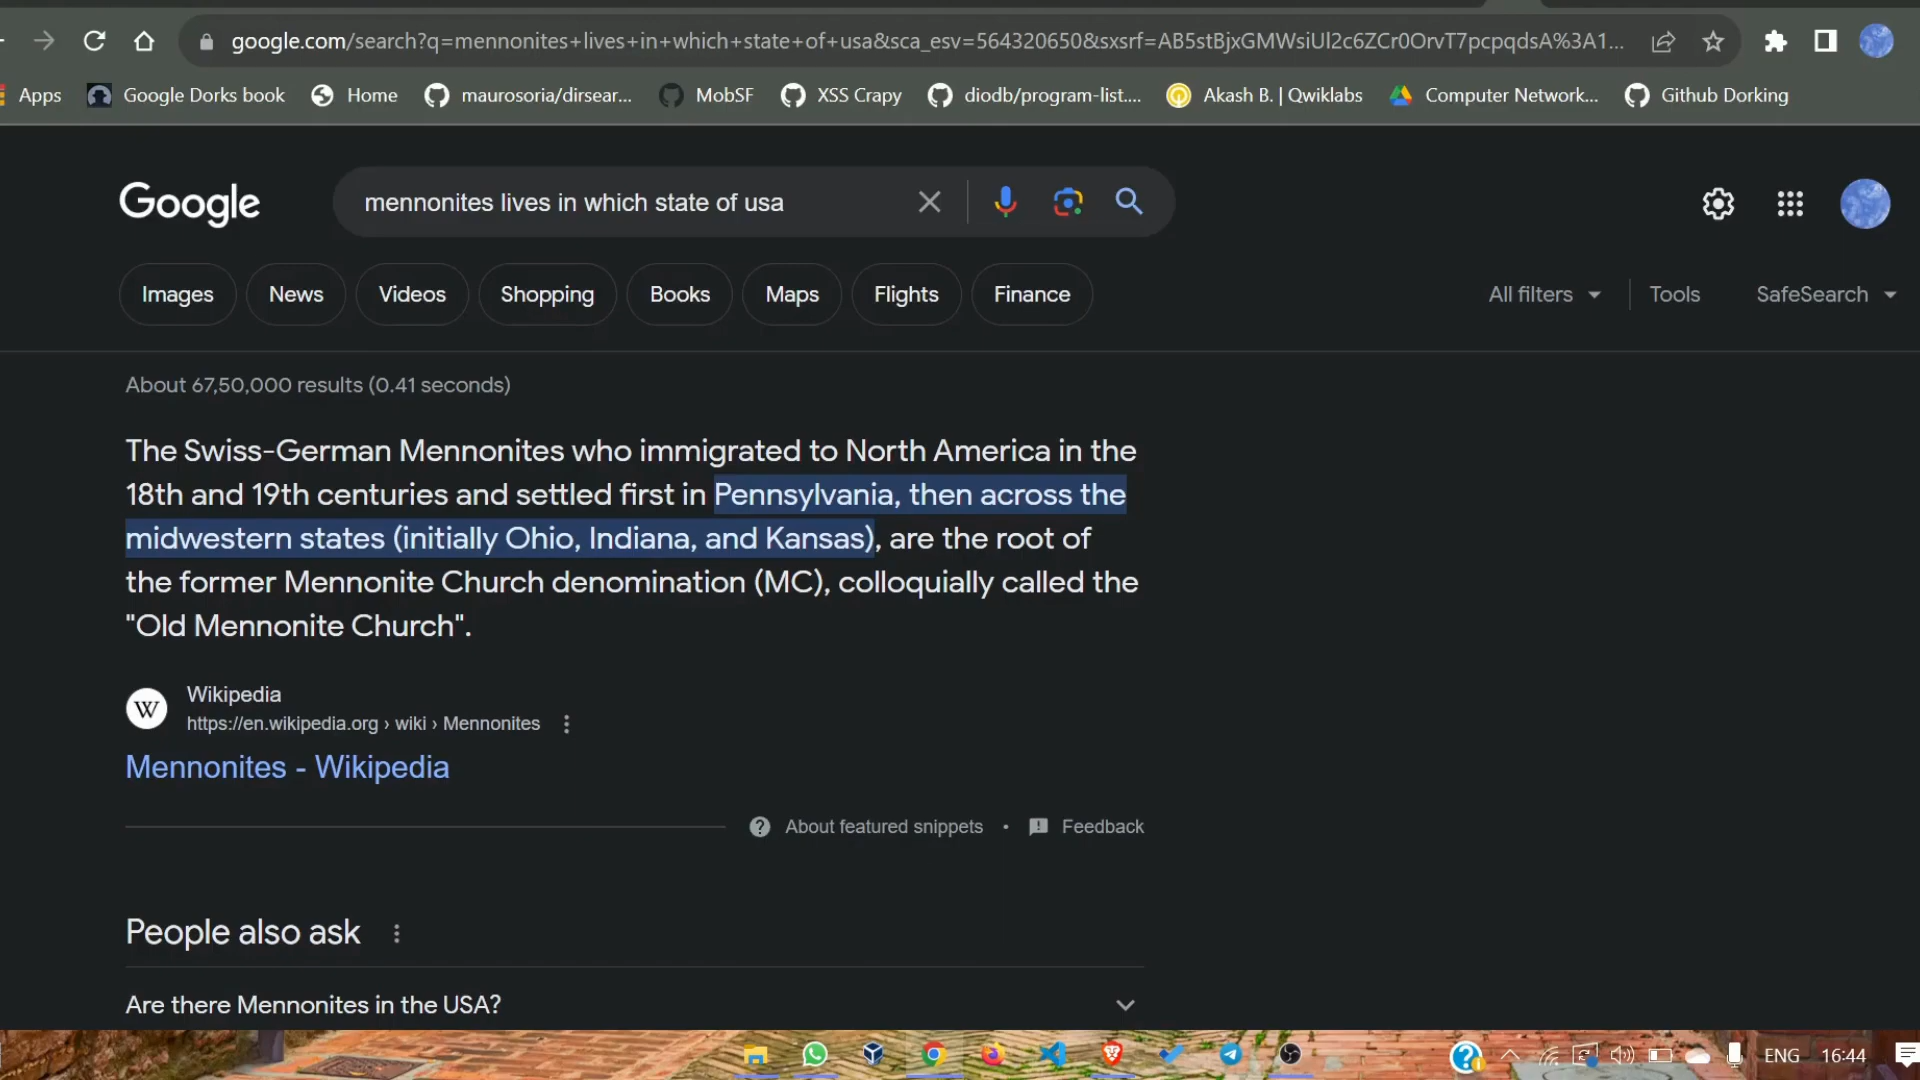 google.com/search?q=mennonites+lives+in+which+state+of+usa&sca_esv=564320650&sxsrf=AB5stBjxGMWsiUl2c6ZCr0OrvT7pcpqdsA%3A1...
Apps Google Dorks book Home maurosoria/dirsear... MobSF XSS Crapy diodb/program-list.... Akash B. | Qwiklabs Computer Network... Github Dorking
Google mennonites lives in which state of usa
Images News Videos Shopping Books Maps Flights Finance All filters Tools SafeSearch
About 67,50,000 results (0.41 seconds)
The Swiss-German Mennonites who immigrated to North America in the
18th and 19th centuries and settled first in Pennsylvania, then across the
midwestern states (initially Ohio, Indiana, and Kansas), are the root of
the former Mennonite Church denomination (MC), colloquially called the
"Old Mennonite Church".
W Wikipedia
https://en.wikipedia.org › wiki › Mennonites
Mennonites - Wikipedia
About featured snippets • Feedback
People also ask
Are there Mennonites in the USA?
ENG 16:44